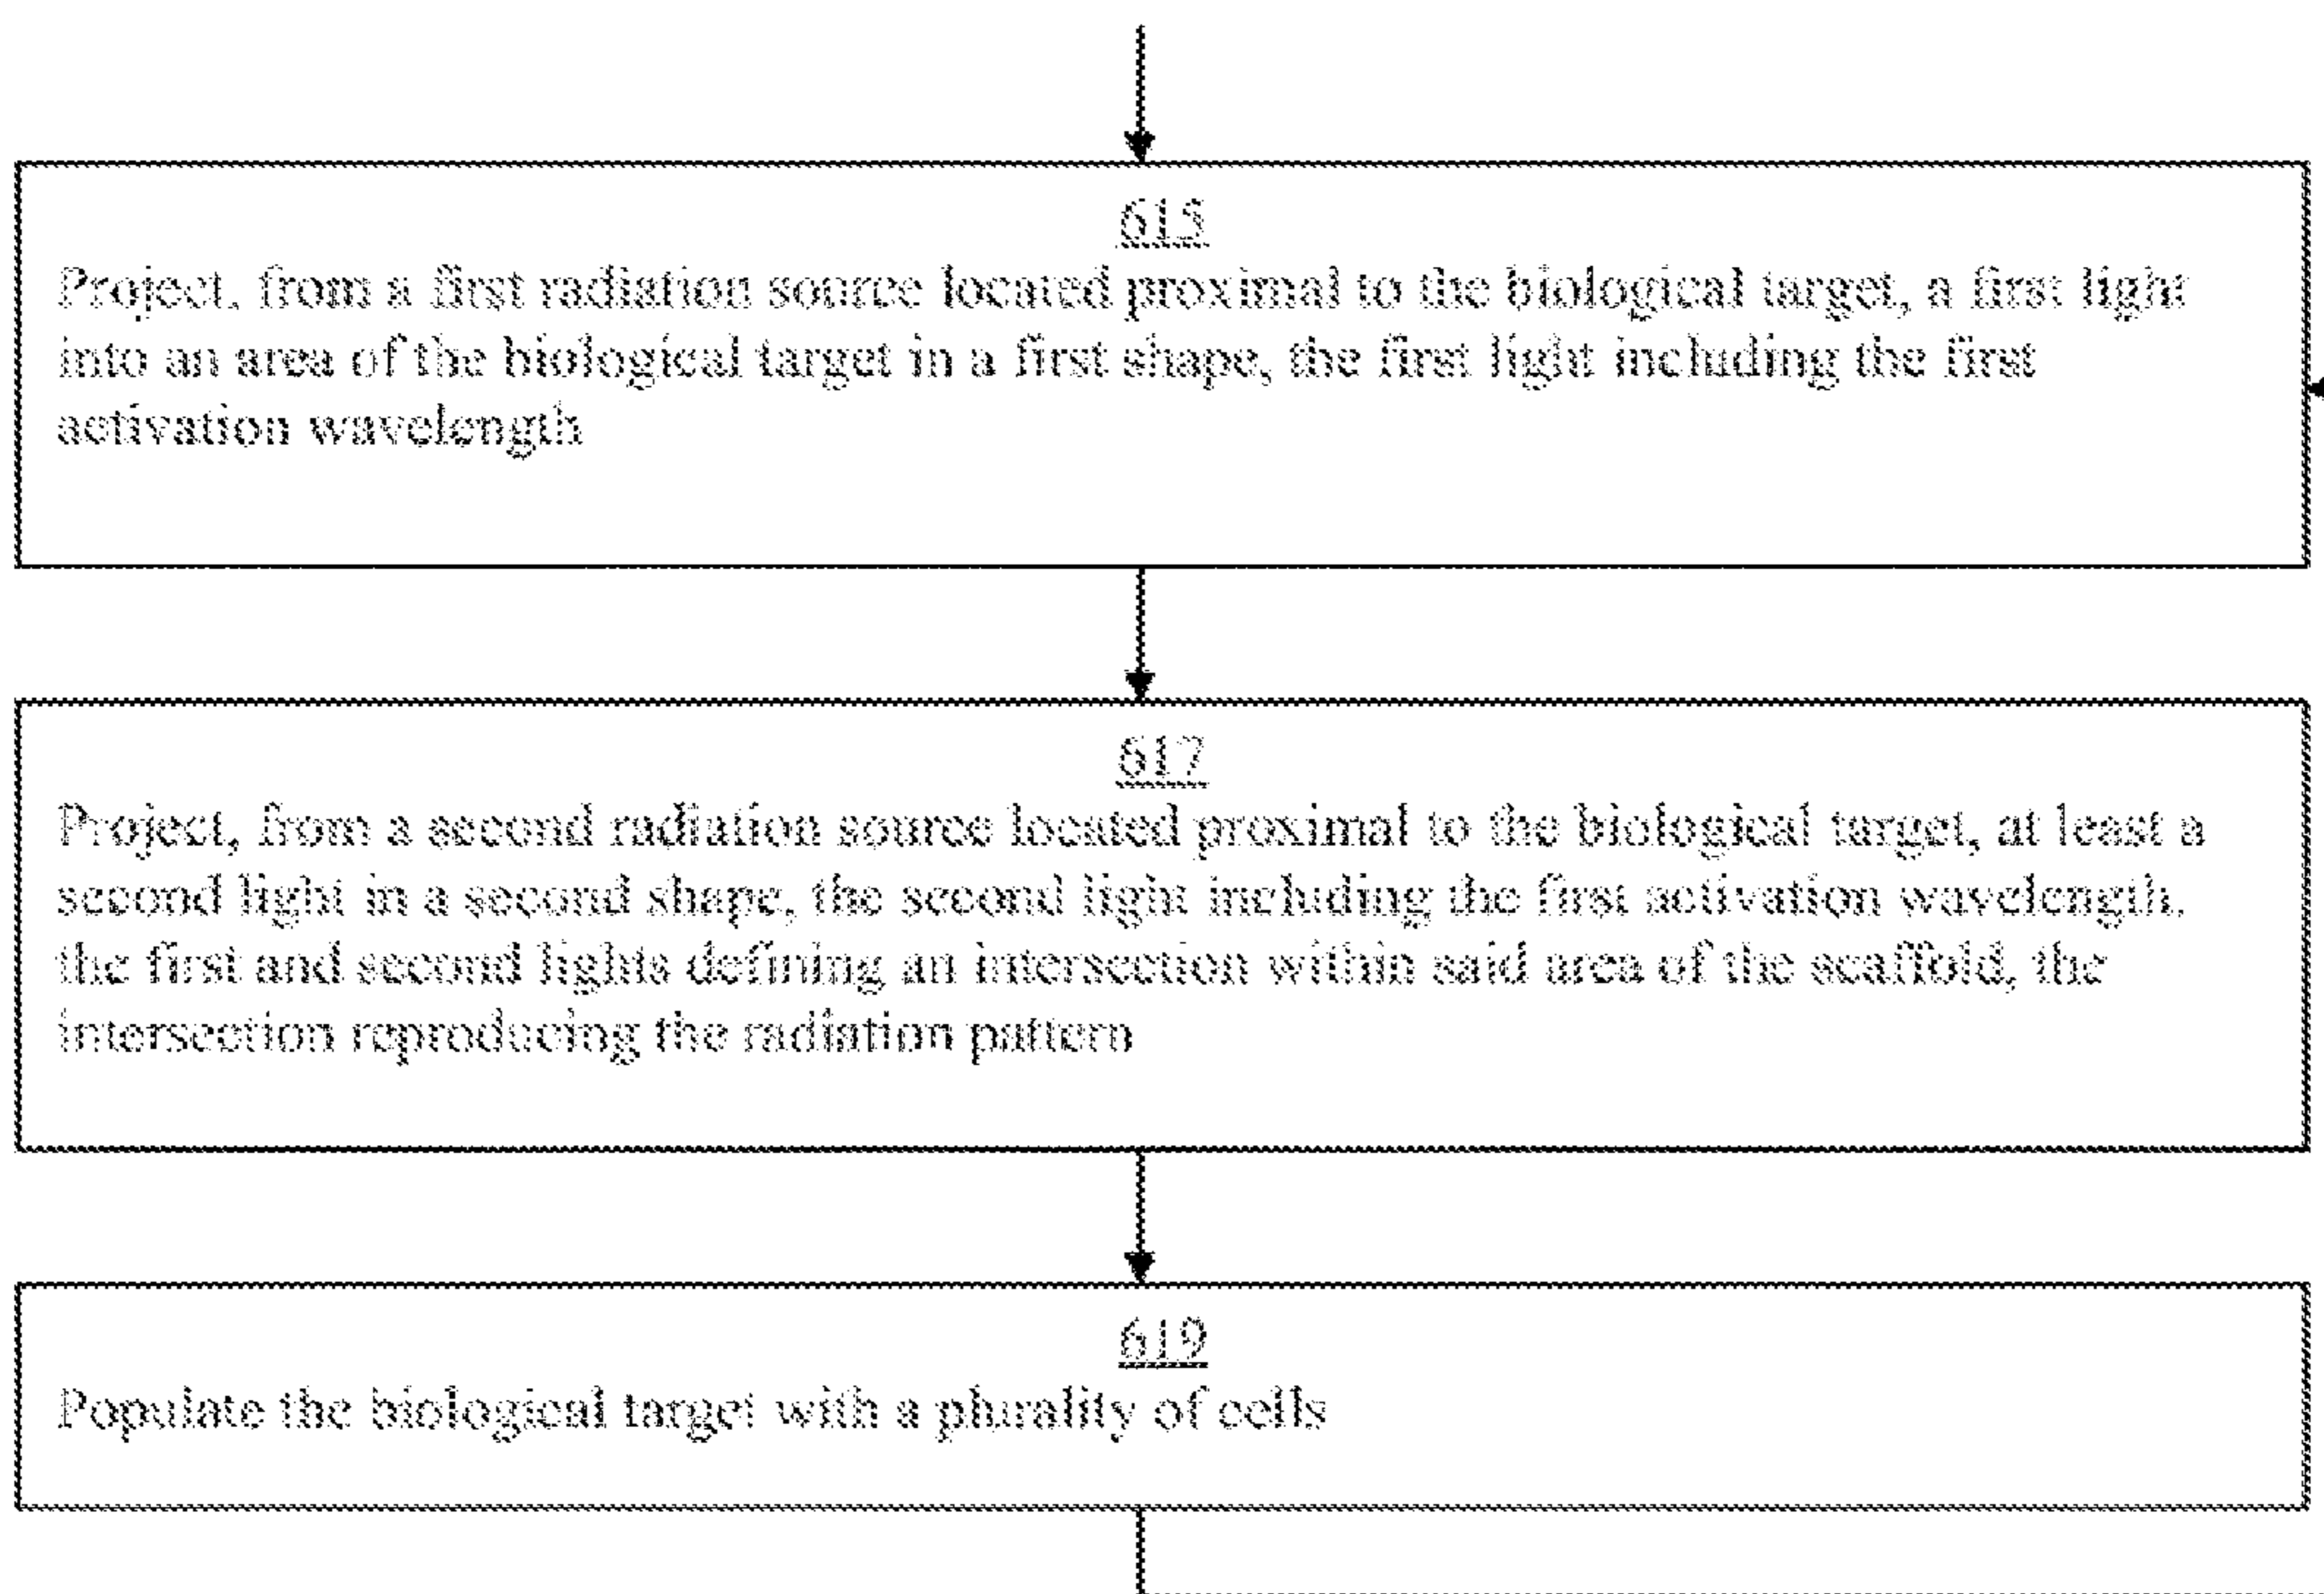 615
Project, from a first radiation source located proximal to the biological target, a first light
into an area of the biological target in a first shape, the first light including the first
activation wavelength
617
Project, from a second radiation source located proximal to the biological target, at least a
second light in a second shape, the second light including the first activation wavelength,
the first and second lights defining an intersection within said area of the scaffold, the
intersection reproducing the radiation pattern
619
Populate the biological target with a plurality of cells